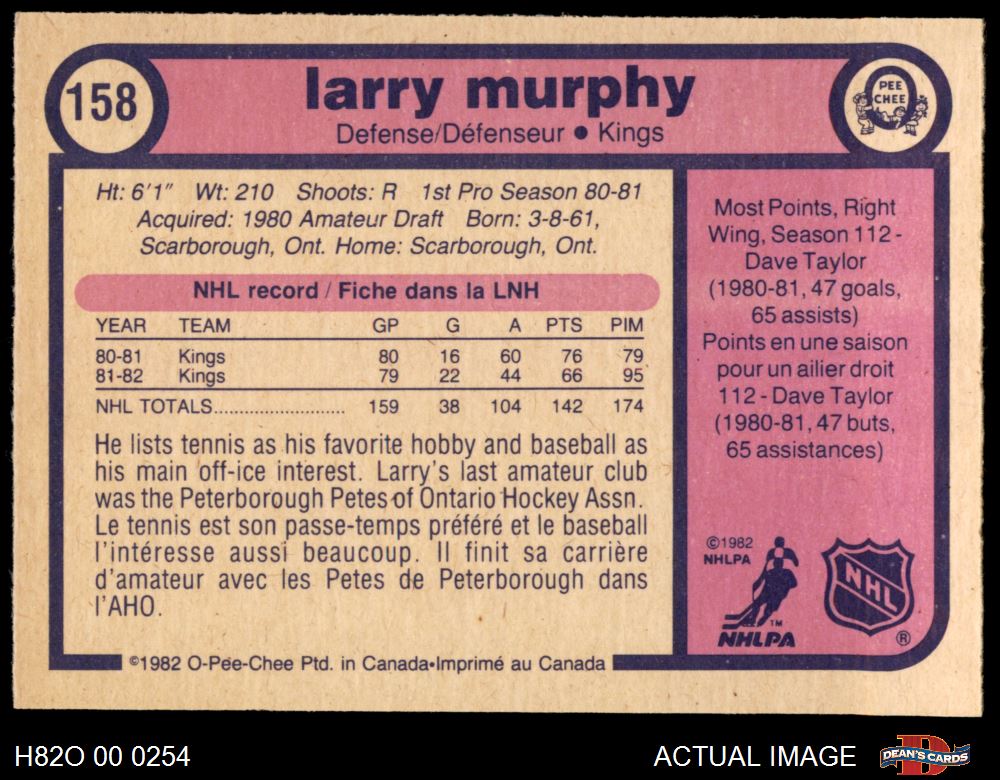 158
larry murphy
Defense/Défenseur • Kings
PEE
CHEE
Ht: 6'1" Wt: 210 Shoots: R 1st Pro Season 80-81
Acquired: 1980 Amateur Draft Born: 3-8-61,
Scarborough, Ont. Home: Scarborough, Ont.
NHL record / Fiche dans la LNH
YEAR TEAM GP G A PTS PIM
80-81 Kings 80 16 60 76 79
81-82 Kings 79 22 44 66 95
NHL TOTALS............................ 159 38 104 142 174
He lists tennis as his favorite hobby and baseball as
his main off-ice interest. Larry's last amateur club
was the Peterborough Petes of Ontario Hockey Assn.
Le tennis est son passe-temps préféré et le baseball
l'intéresse aussi beaucoup. Il finit sa carrière
d'amateur avec les Petes de Peterborough dans
l'AHO.
Most Points, Right
Wing, Season 112 -
Dave Taylor
(1980-81, 47 goals,
65 assists)
Points en une saison
pour un ailier droit
112 - Dave Taylor
(1980-81, 47 buts,
65 assistances)
©1982
NHLPA
TM
NHLPA
NHL
®
©1982 O-Pee-Chee Ptd. in Canada•Imprimé au Canada
H82O 00 0254
ACTUAL IMAGE
DEAN'S CARDS